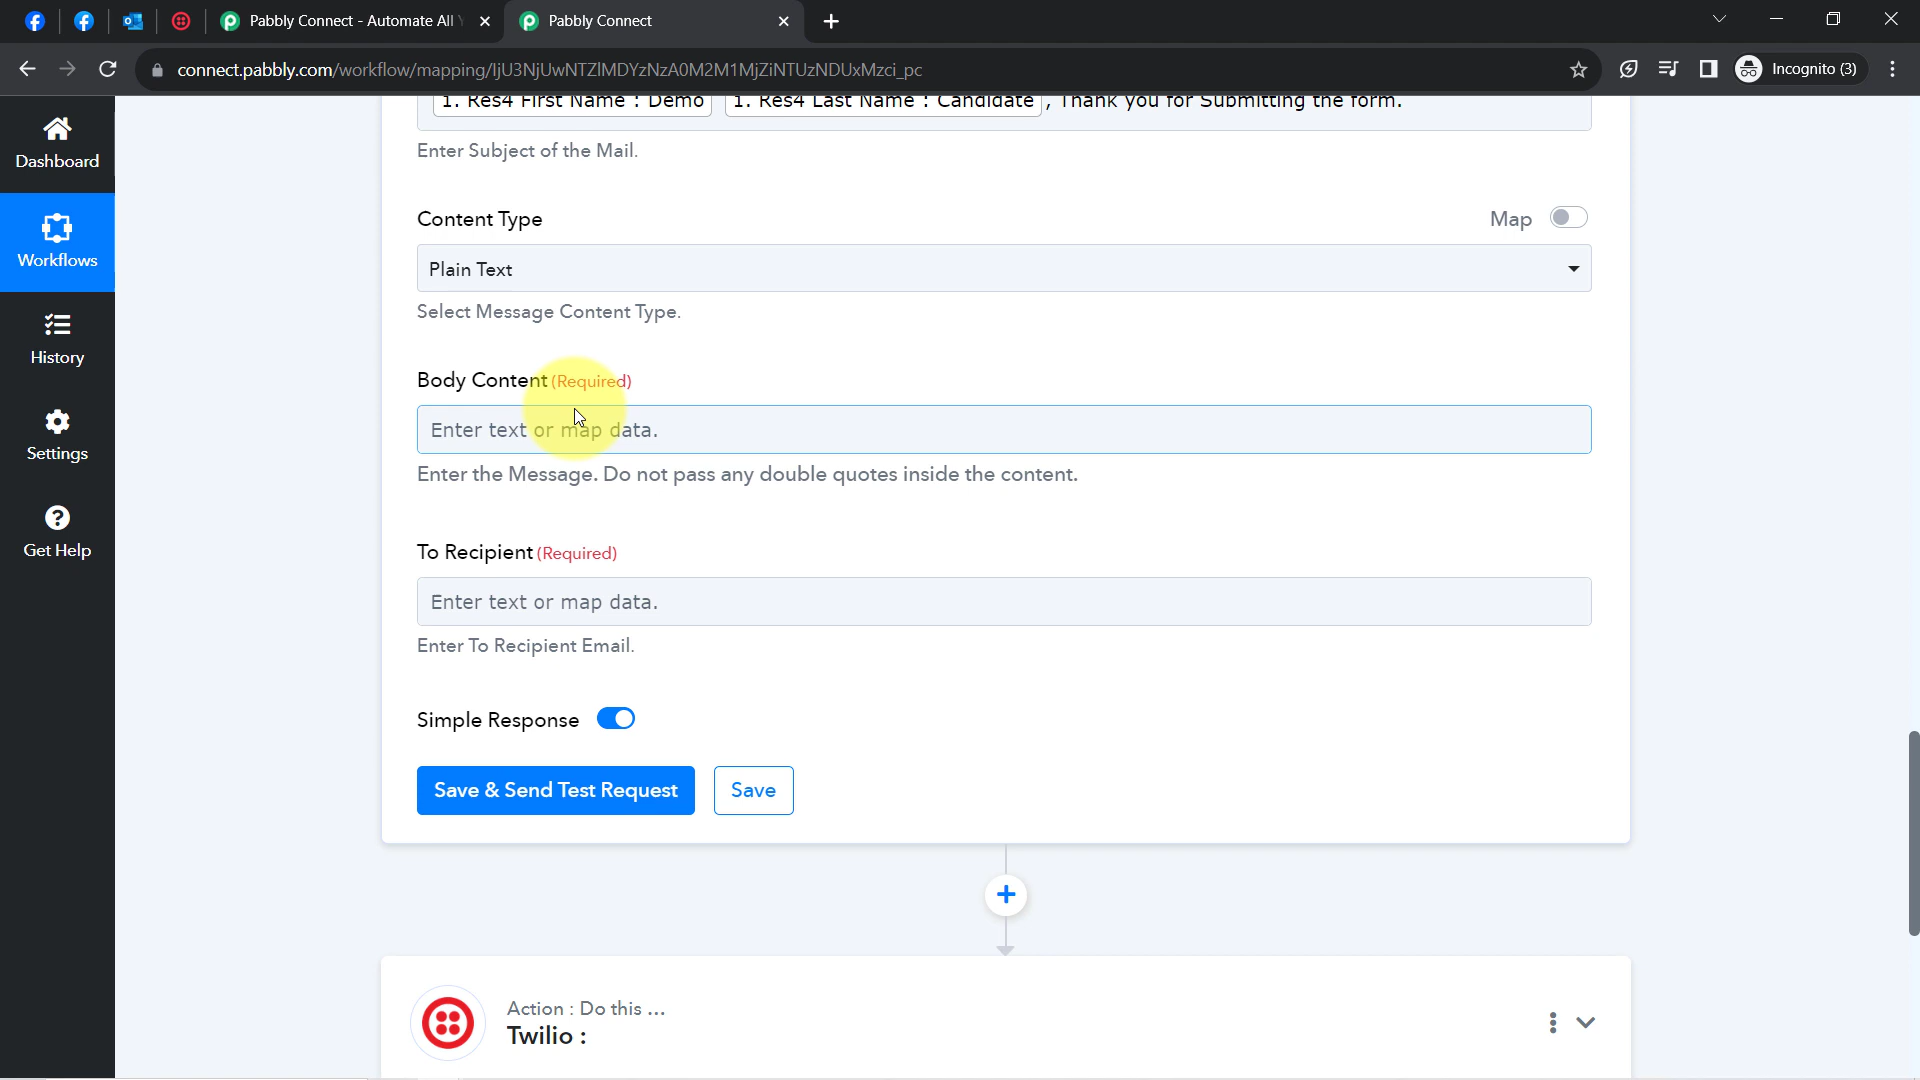 Pabbly Connect - Automate All
Pabbly Connect
connect.pabbly.com/workflow/mapping/IjU3NjUwNTZlMDYzNzA0M2M1MjZiNTUzNDUxMzci_pc
Incognito (3)
Dashboard
Workflows
History
Settings
Get Help
1. Res4 First Name : Demo 1. Res4 Last Name : Candidate , Thank you for Submitting the form.
Enter Subject of the Mail.
Content Type
Map
Plain Text
Select Message Content Type.
Body Content (Required)
Enter text or map data.
Enter the Message. Do not pass any double quotes inside the content.
To Recipient (Required)
Enter text or map data.
Enter To Recipient Email.
Simple Response
Save & Send Test Request
Save
Action : Do this ...
Twilio :